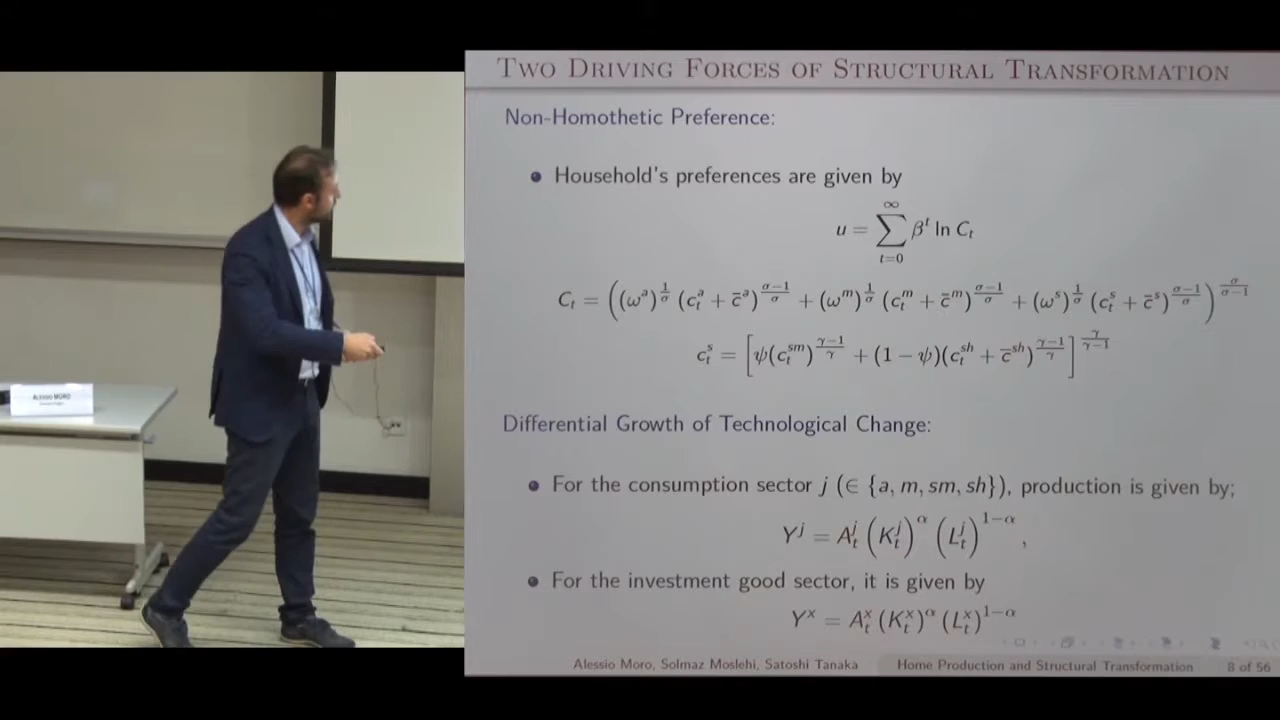 TWO DRIVING FORCES OF STRUCTURAL TRANSFORMATION
Non-Homothetic Preference:
• Household's preferences are given by
u = ∑_{t=0}^{∞} β^t ln C_t
C_t = ((ω^a)^{1/σ} (c_t^a + c̄^a)^{(σ−1)/σ} + (ω^m)^{1/σ} (c_t^m + c̄^m)^{(σ−1)/σ} + (ω^s)^{1/σ} (c_t^s + c̄^s)^{(σ−1)/σ})^{σ/(σ−1)}
c_t^s = [ψ(c_t^{sm})^{(γ−1)/γ} + (1 − ψ)(c_t^{sh} + c̄^{sh})^{(γ−1)/γ}]^{γ/(γ−1)}
Differential Growth of Technological Change:
• For the consumption sector j (∈ {a, m, sm, sh}), production is given by;
Y^j = A_t^j (K_t^j)^α (L_t^j)^{1−α},
• For the investment good sector, it is given by
Y^x = A_t^x (K_t^x)^α (L_t^x)^{1−α}
Alessio Moro, Solmaz Moslehi, Satoshi Tanaka Home Production and Structural Transformation 8 of 56
ALESSIO MORO